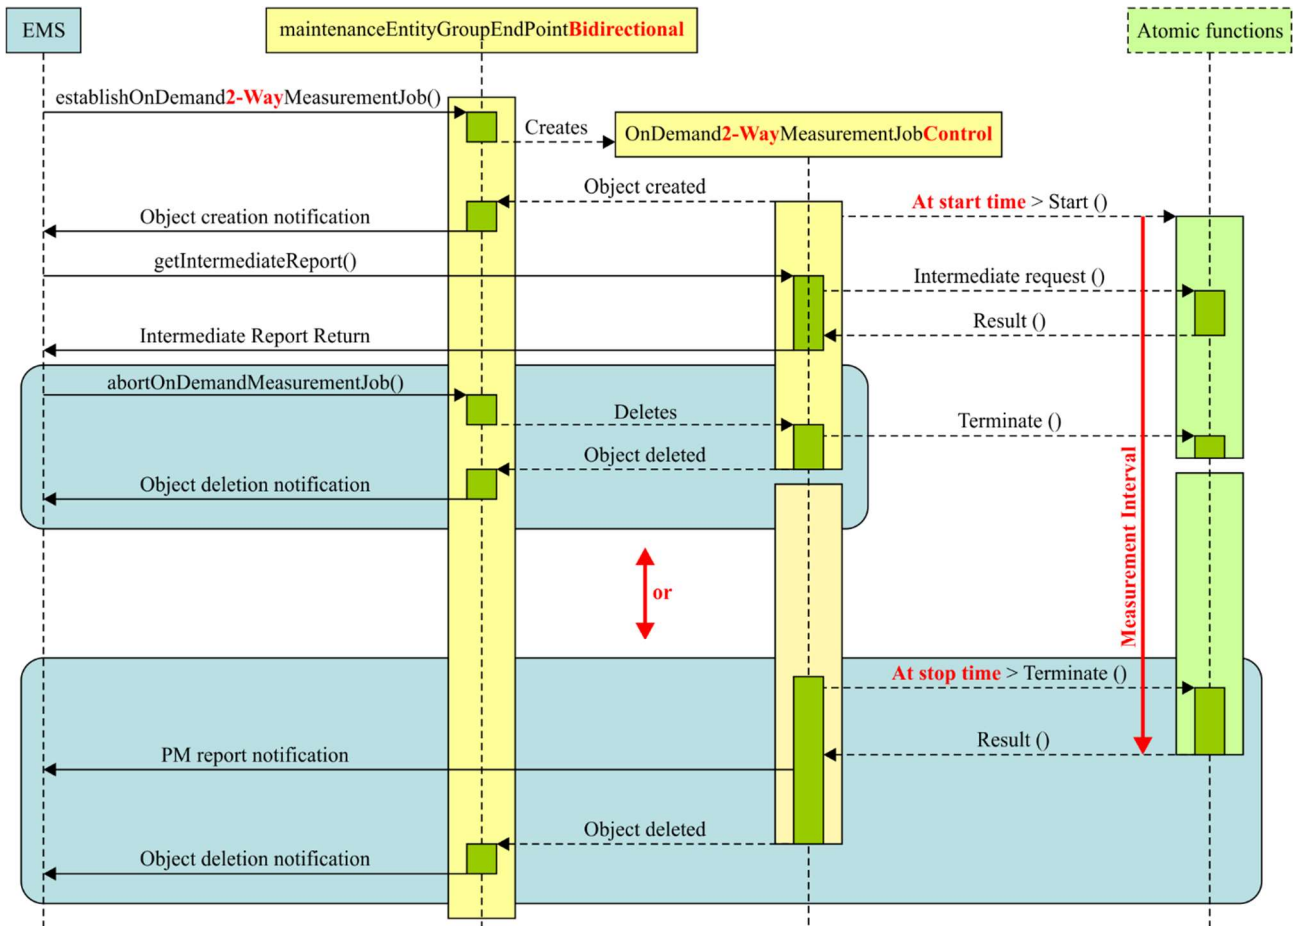 EMS
maintenanceEntityGroupEndPointBidirectional
Atomic functions
establishOnDemand2-WayMeasurementJob()
Creates
OnDemand2-WayMeasurementJobControl
Object created
At start time > Start ()
Object creation notification
getIntermediateReport()
Intermediate request ()
Result ()
Intermediate Report Return
abortOnDemandMeasurementJob()
Deletes
Terminate ()
Object deleted
Object deletion notification
Measurement Interval
or
At stop time > Terminate ()
Result ()
PM report notification
Object deleted
Object deletion notification